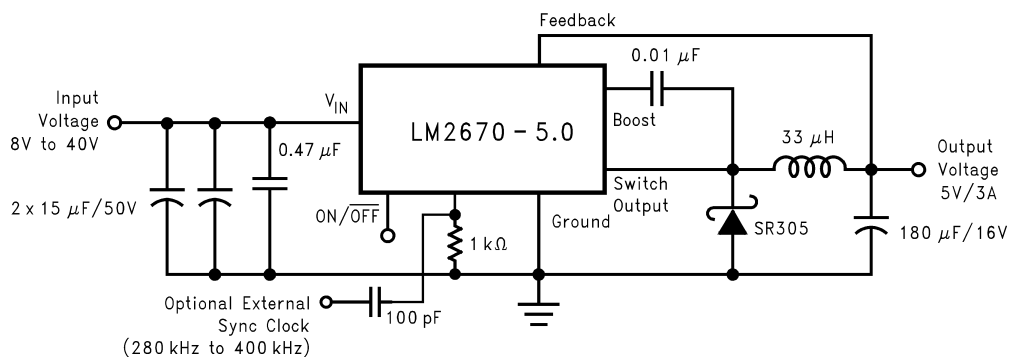 Feedback
0.01 μF
Input
Voltage
8V to 40V
V_IN
LM2670 - 5.0
Boost
33 μH
Output
Voltage
5V/3A
0.47 μF
2 x 15 μF/50V
ON/O̅F̅F̅
Ground
Switch
Output
SR305
180 μF/16V
1 kΩ
Optional External
Sync Clock
(280 kHz to 400 kHz)
100 pF